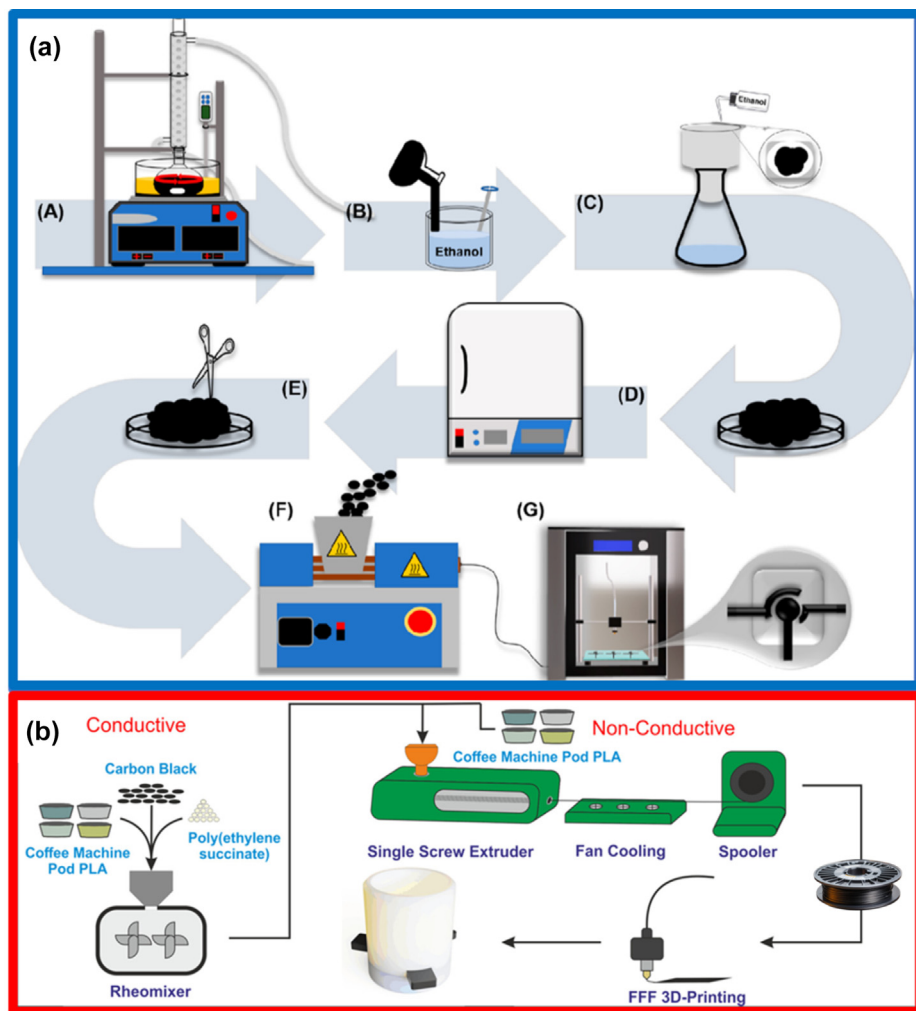 (a)
Ethanol
(A)
(B)
(C)
Ethanol
(E)
(D)
(F)
(G)
(b)
Conductive
Non-Conductive
Carbon Black
Coffee Machine Pod PLA
Coffee Machine
Pod PLA
Poly(ethylene
succinate)
Single Screw Extruder
Fan Cooling
Spooler
Rheomixer
FFF 3D-Printing